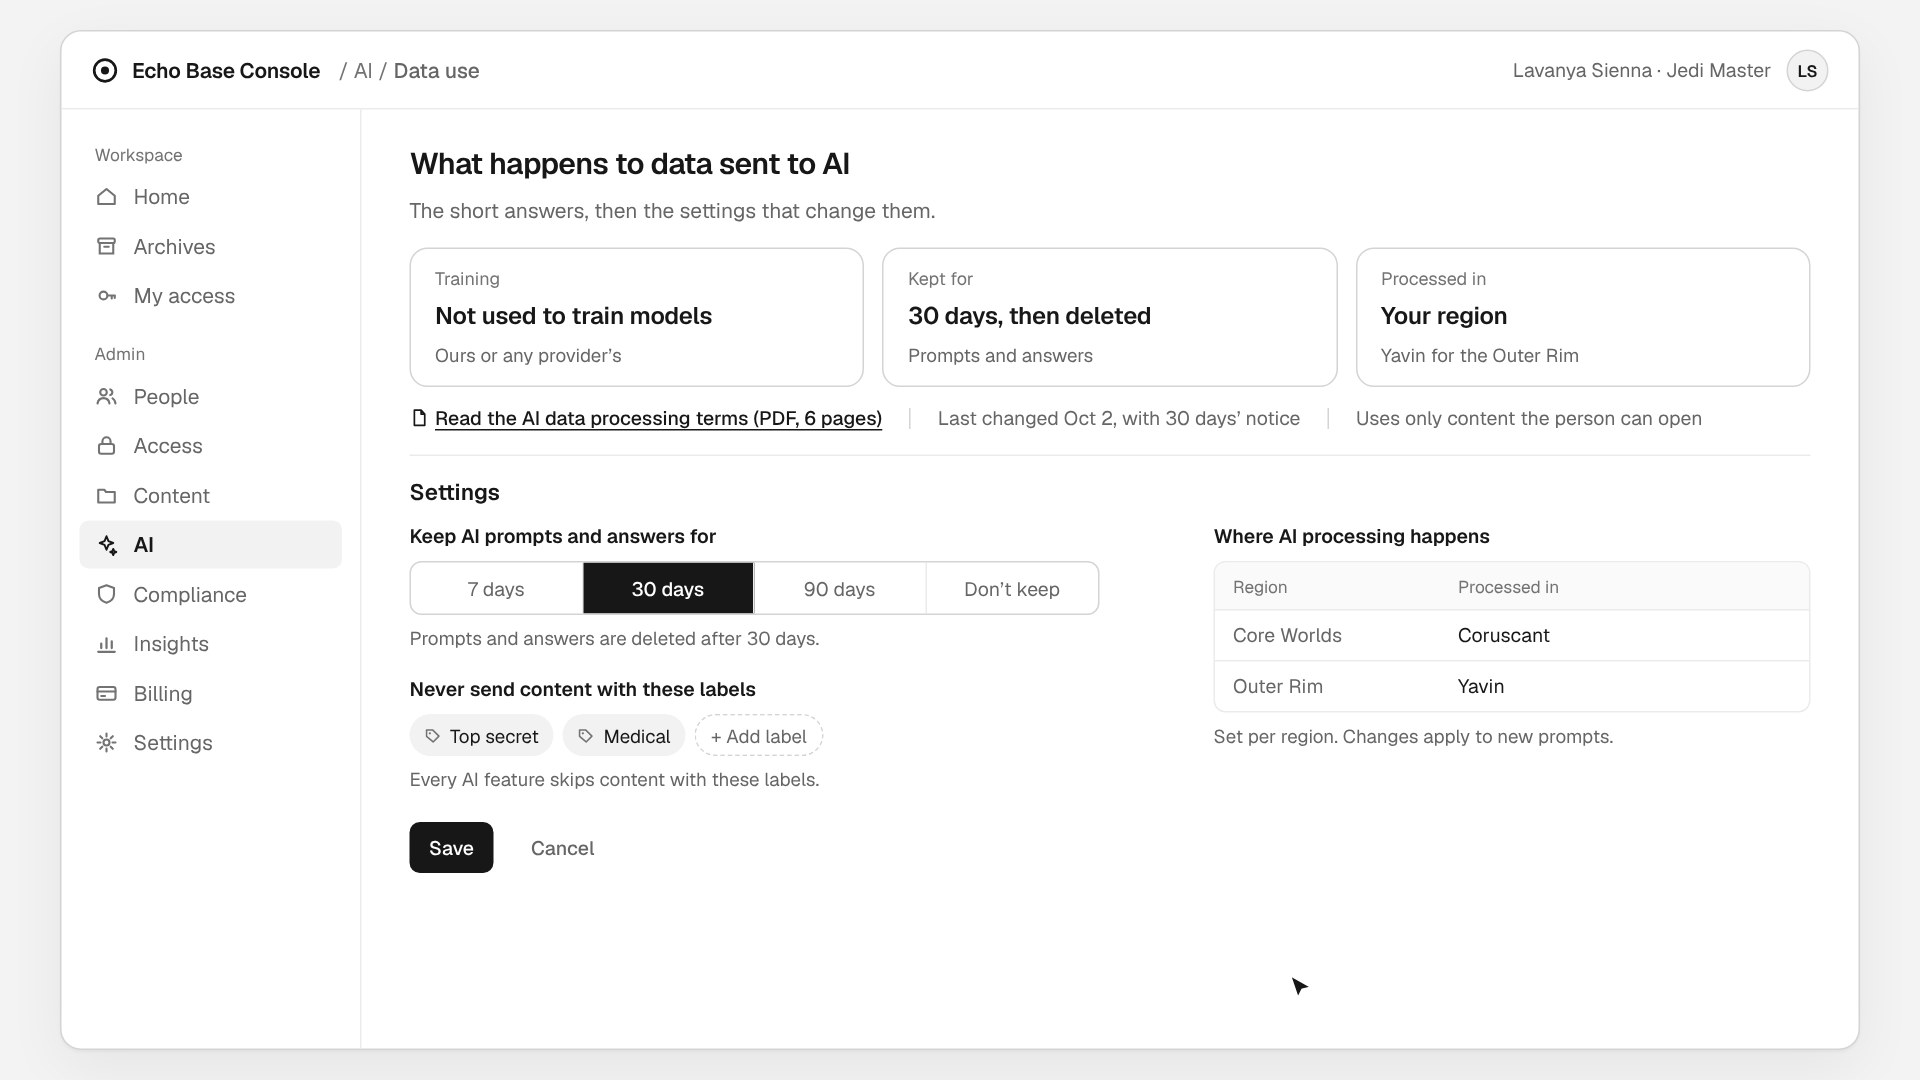 Echo Base Console / AI / Data use
Lavanya Sienna · Jedi Master LS
Workspace
Home
Archives
My access
Admin
People
Access
Content
AI
Compliance
Insights
Billing
Settings
What happens to data sent to AI
The short answers, then the settings that change them.
Training
Not used to train models
Ours or any provider’s
Kept for
30 days, then deleted
Prompts and answers
Processed in
Your region
Yavin for the Outer Rim
Read the AI data processing terms (PDF, 6 pages)
Last changed Oct 2, with 30 days’ notice
Uses only content the person can open
Settings
Keep AI prompts and answers for
7 days 30 days 90 days Don’t keep
Prompts and answers are deleted after 30 days.
Never send content with these labels
Top secret Medical + Add label
Every AI feature skips content with these labels.
Save Cancel
Where AI processing happens
Region Processed in
Core Worlds Coruscant
Outer Rim Yavin
Set per region. Changes apply to new prompts.